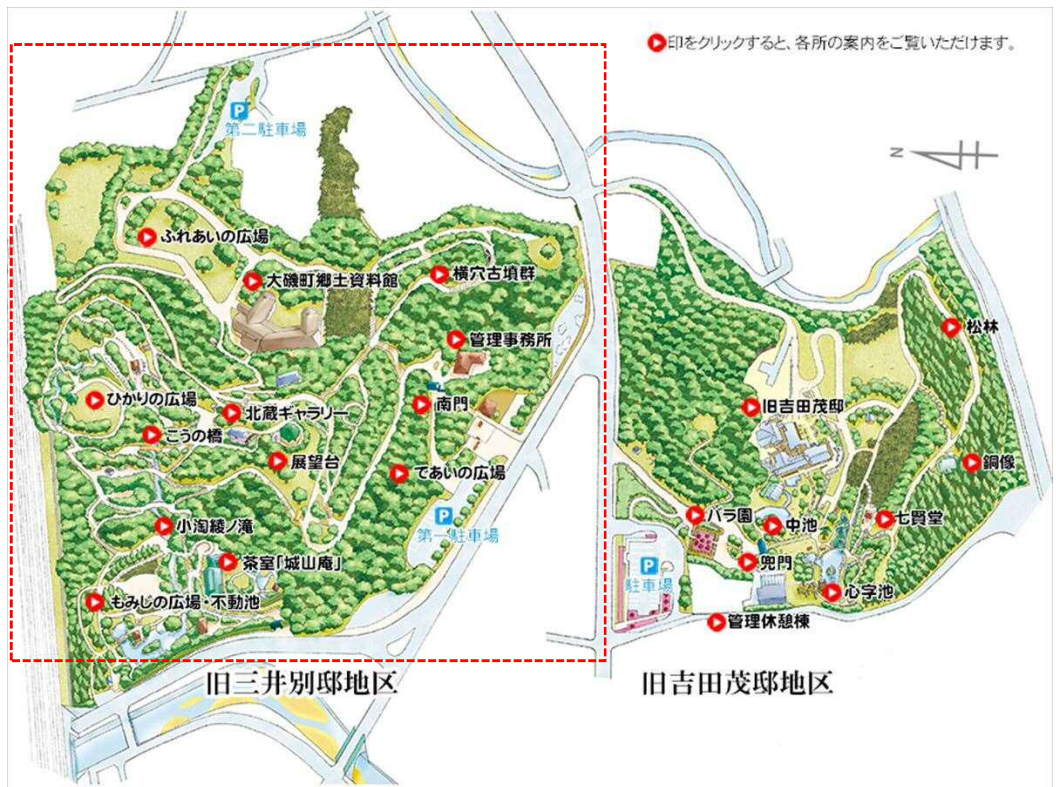 印をクリックすると、各所の案内をご覧いただけます。
P
第二駐車場
N
ふれあいの広場
大磯町郷土資料館
横穴古墳群
管理事務所
松林
ひかりの広場
北蔵ギャラリー
南門
旧吉田茂邸
こうの橋
展望台
であいの広場
銅像
小淘綾ノ滝
P
第一駐車場
バラ園
中池
七賢堂
茶室「城山庵」
P
駐車場
兜門
もみじの広場・不動池
心字池
管理休憩棟
旧三井別邸地区
旧吉田茂邸地区